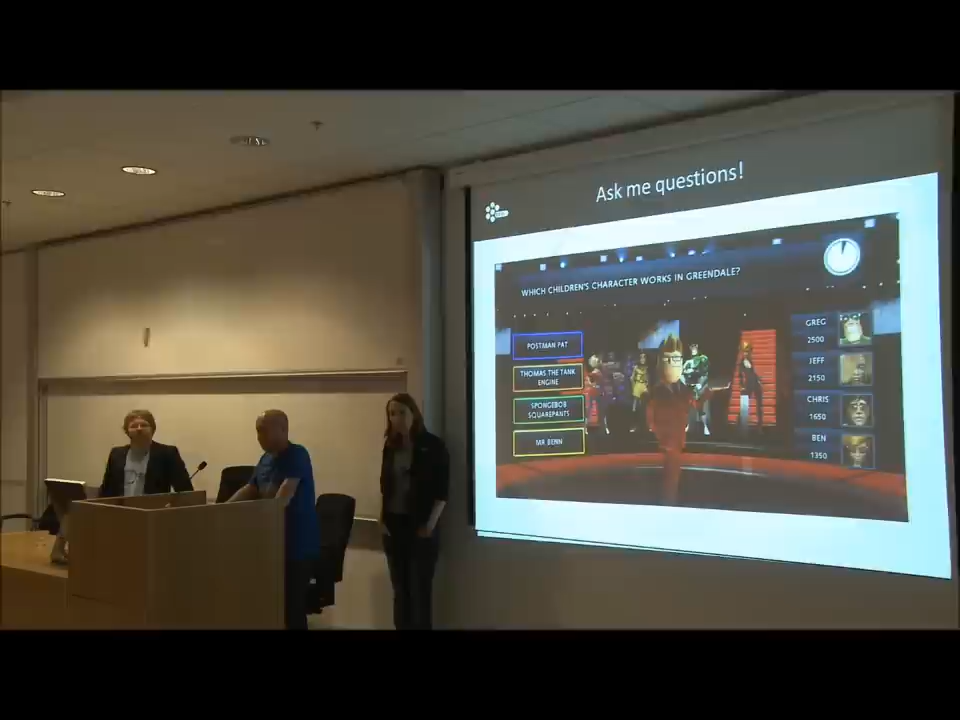 Ask me questions!
WHICH CHILDREN'S CHARACTER WORKS IN GREENDALE?
POSTMAN PAT
THOMAS THE TANK
ENGINE
SPONGEBOB
SQUAREPANTS
MR BENN
GREG
2500
JEFF
2150
CHRIS
1650
BEN
1350